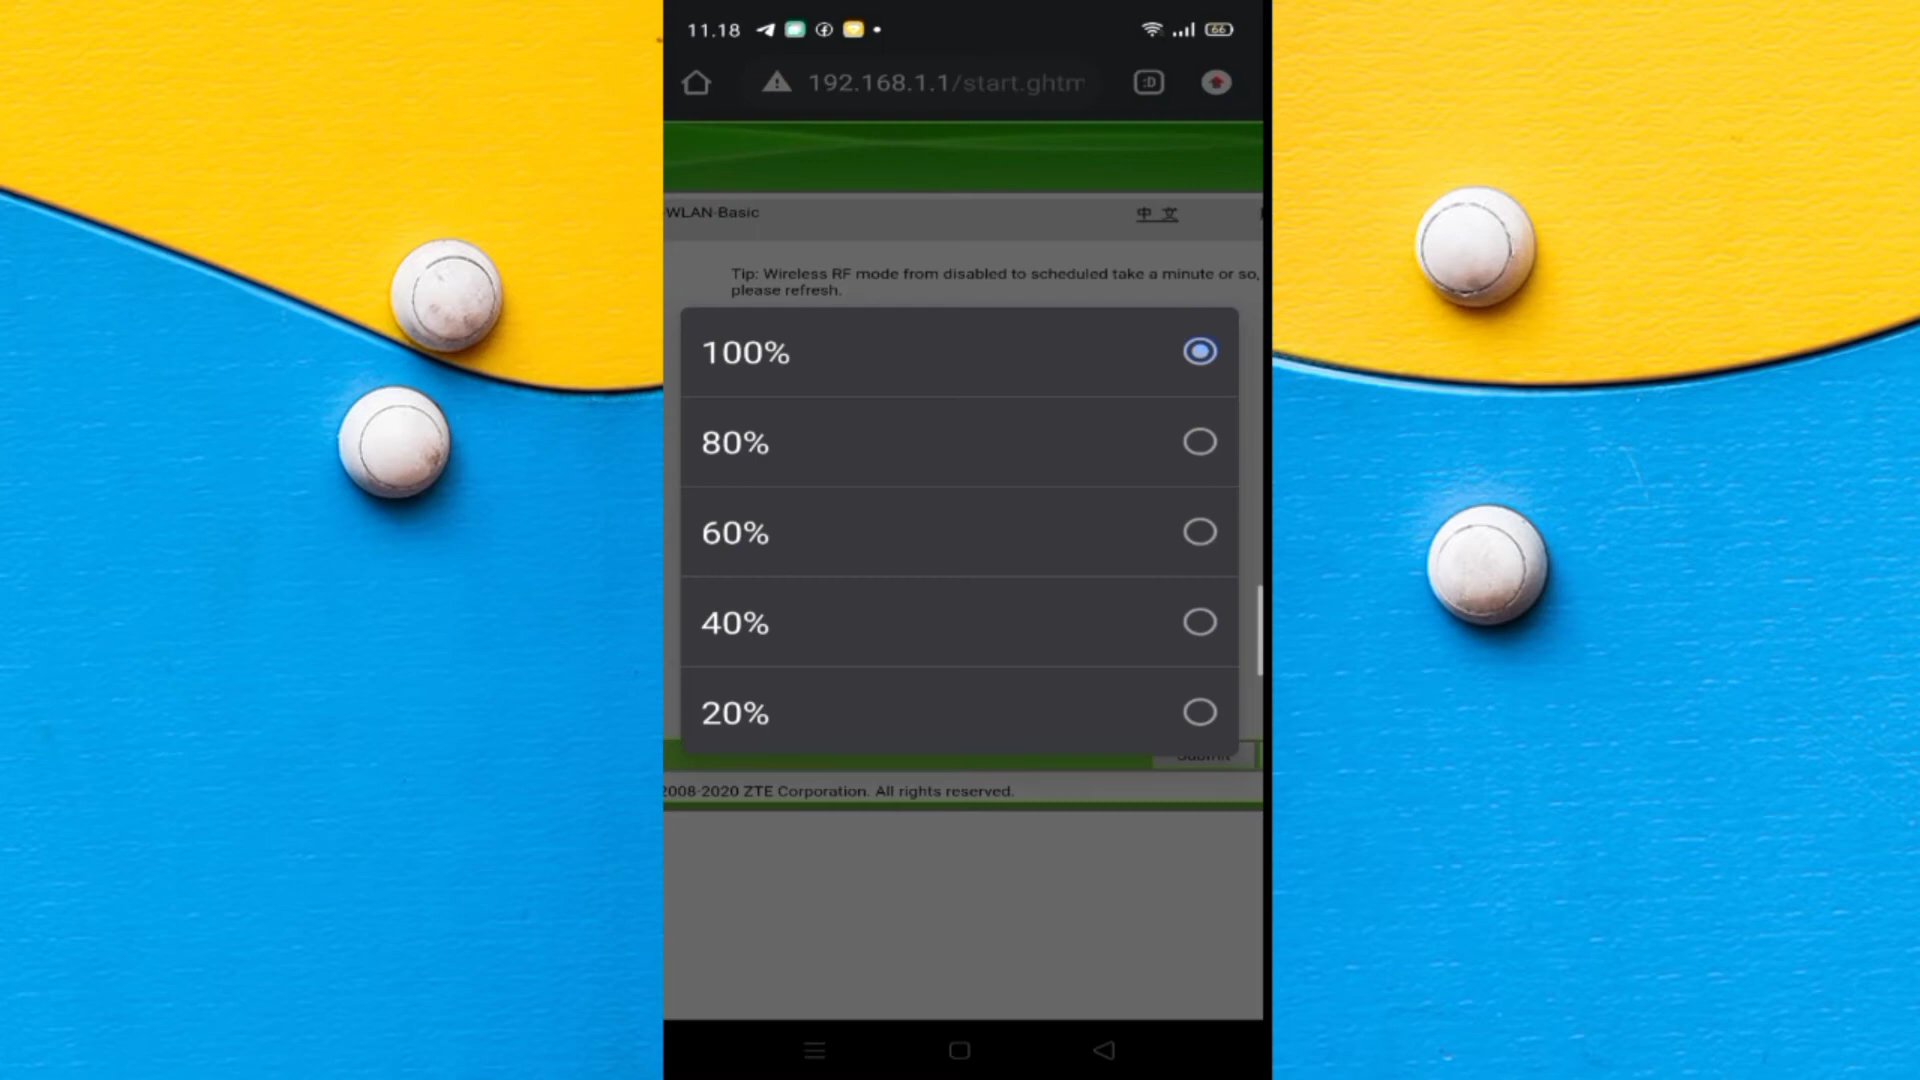 11.18
66
192.168.1.1/start.ghtm
:D
WLAN-Basic
中文
Tip: Wireless RF mode from disabled to scheduled take a minute or so,
please refresh.
100%
80%
60%
40%
20%
Submit
2008-2020 ZTE Corporation. All rights reserved.